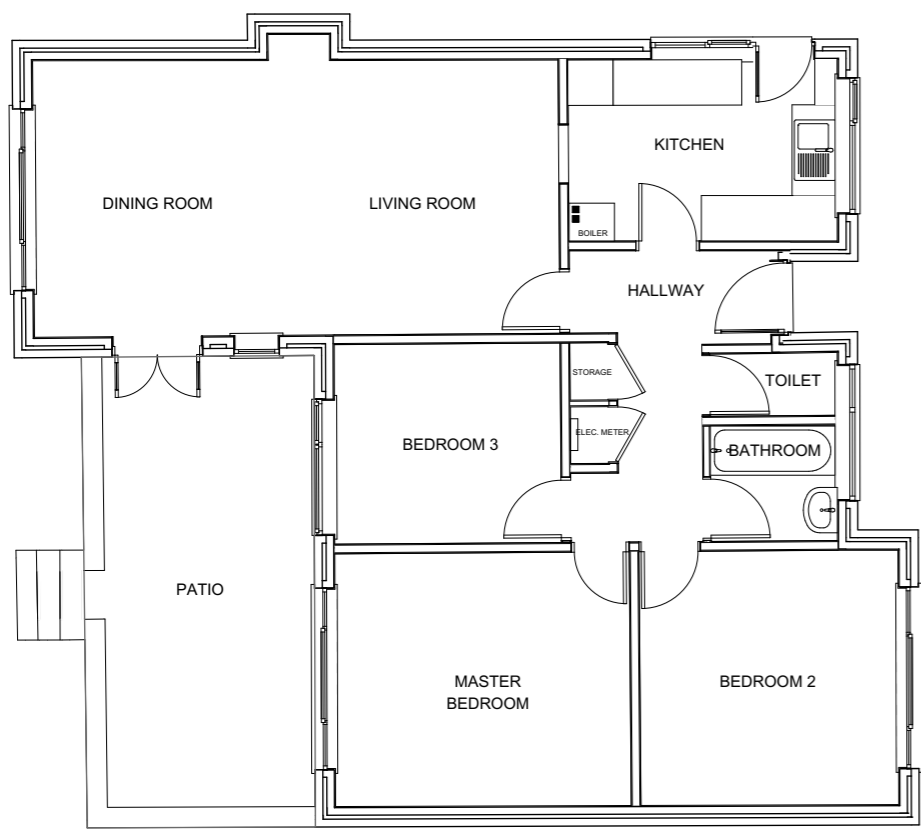 KITCHEN
DINING ROOM
LIVING ROOM
BOILER
HALLWAY
STORAGE
TOILET
ELEC. METER
BEDROOM 3
BATHROOM
PATIO
MASTER
BEDROOM
BEDROOM 2